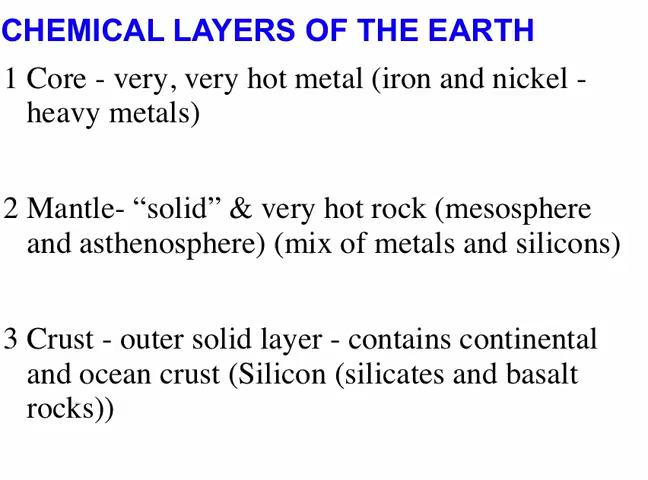 CHEMICAL LAYERS OF THE EARTH
1 Core - very, very hot metal (iron and nickel -
heavy metals)
2 Mantle- “solid” & very hot rock (mesosphere
and asthenosphere) (mix of metals and silicons)
3 Crust - outer solid layer - contains continental
and ocean crust (Silicon (silicates and basalt
rocks))